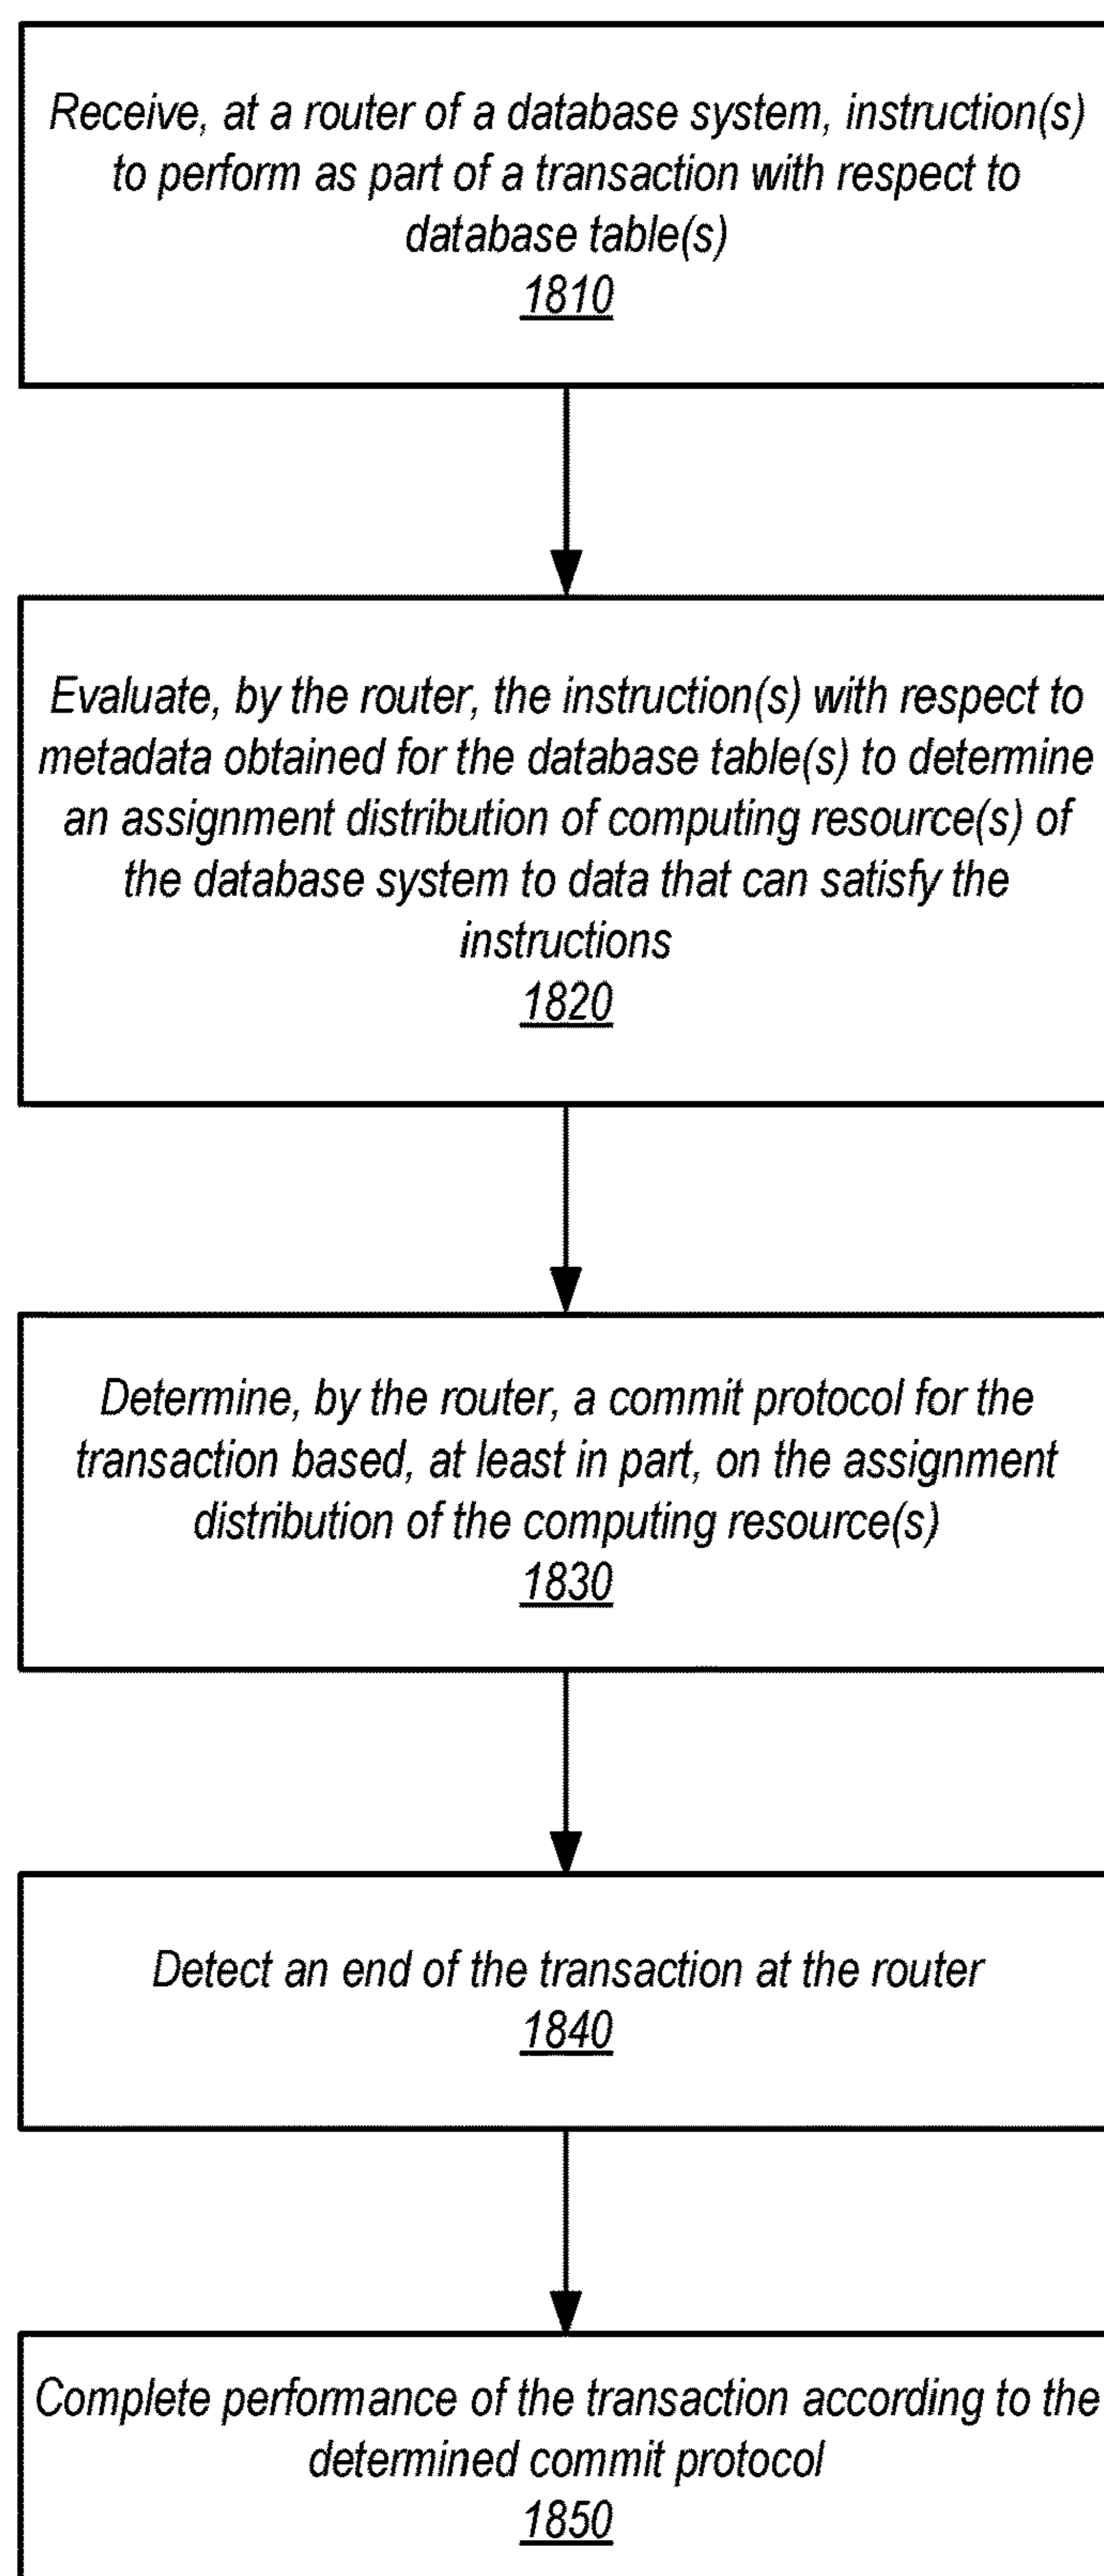 Receive, at a router of a database system, instruction(s)
to perform as part of a transaction with respect to
database table(s)
1810
Evaluate, by the router, the instruction(s) with respect to
metadata obtained for the database table(s) to determine
an assignment distribution of computing resource(s) of
the database system to data that can satisfy the
instructions
1820
Determine, by the router, a commit protocol for the
transaction based, at least in part, on the assignment
distribution of the computing resource(s)
1830
Detect an end of the transaction at the router
1840
Complete performance of the transaction according to the
determined commit protocol
1850